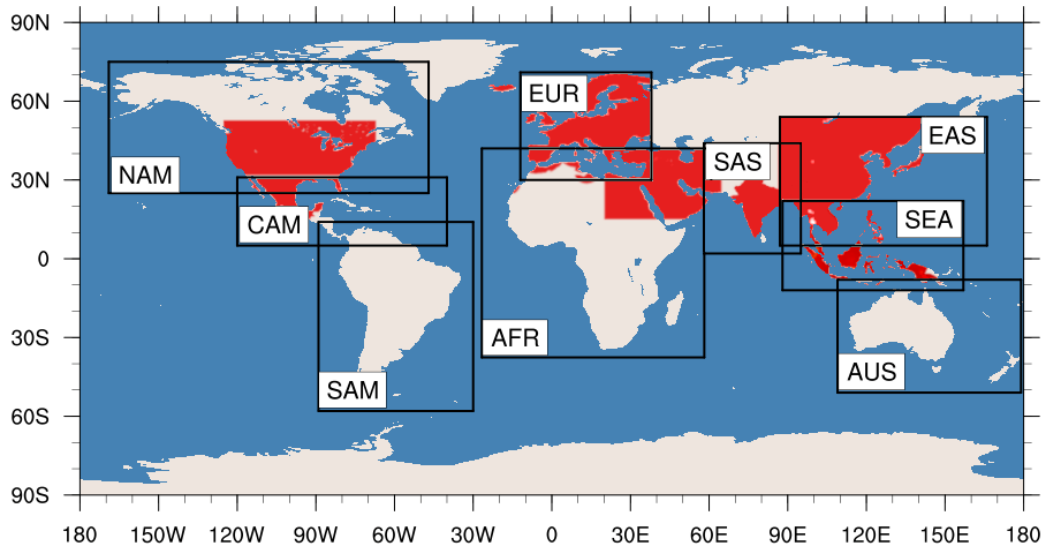 90N
60N
30N
0
30S
60S
90S
NAM
CAM
SAM
EUR
AFR
SAS
EAS
SEA
AUS
180 150W 120W 90W 60W 30W 0 30E 60E 90E 120E 150E 180